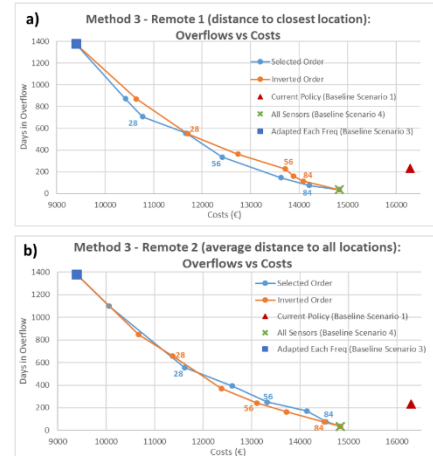 a)
Method 3 - Remote 1 (distance to closest location):
Overflows vs Costs
Days in Overflow
1400
1200
1000
800
600
400
200
0
Selected Order
Inverted Order
Current Policy (Baseline Scenario 1)
All Sensors (Baseline Scenario 4)
Adapted Each Freq (Baseline Scenario 3)
28
28
56
56
84
84
9000 10000 11000 12000 13000 14000 15000 16000
Costs (€)
b)
Method 3 - Remote 2 (average distance to all locations):
Overflows vs Costs
Days in Overflow
1400
1200
1000
800
600
400
200
0
Selected Order
Inverted Order
Current Policy (Baseline Scenario 1)
All Sensors (Baseline Scenario 4)
Adapted Each Freq (Baseline Scenario 3)
28
28
56
56
84
84
9000 10000 11000 12000 13000 14000 15000 16000
Costs (€)